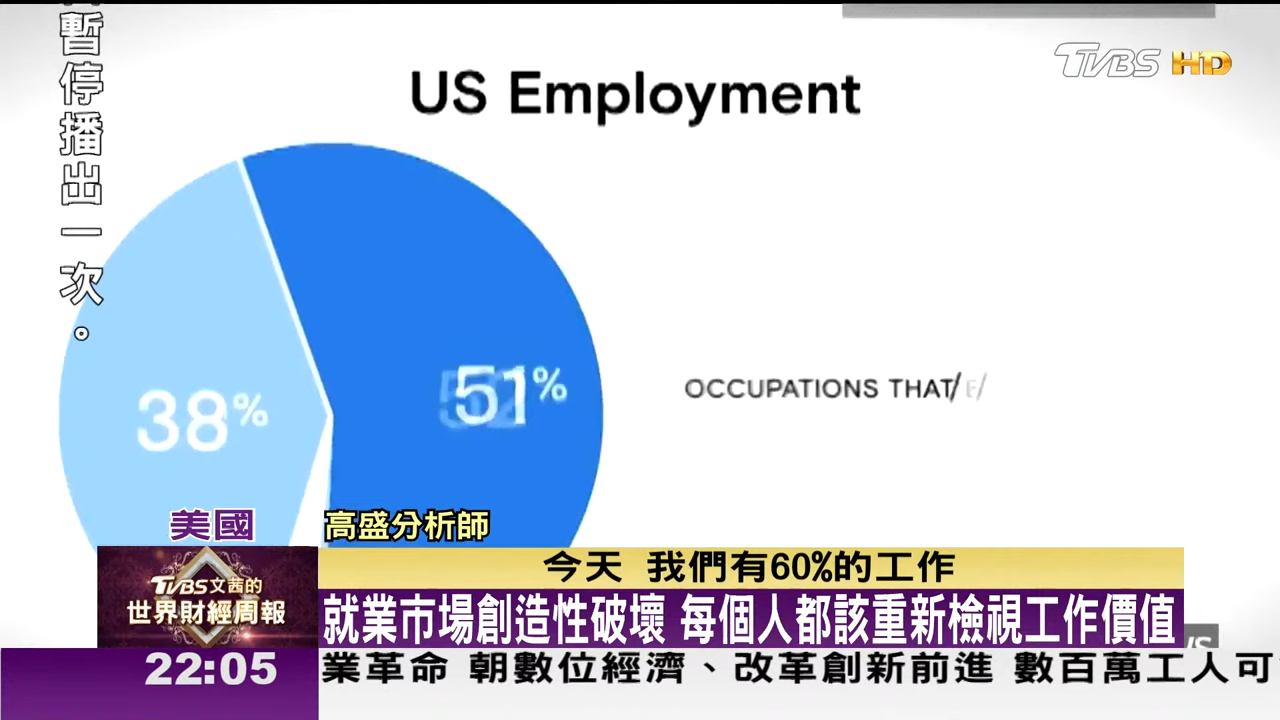 暫停播出一次。
TVBS HD
US Employment
38%
51%
OCCUPATIONS THAT
美國
高盛分析師
今天 我們有60%的工作
TVBS文茜的
世界財經周報
就業市場創造性破壞 每個人都該重新檢視工作價值
22:05
業革命 朝數位經濟、改革創新前進 數百萬工人可